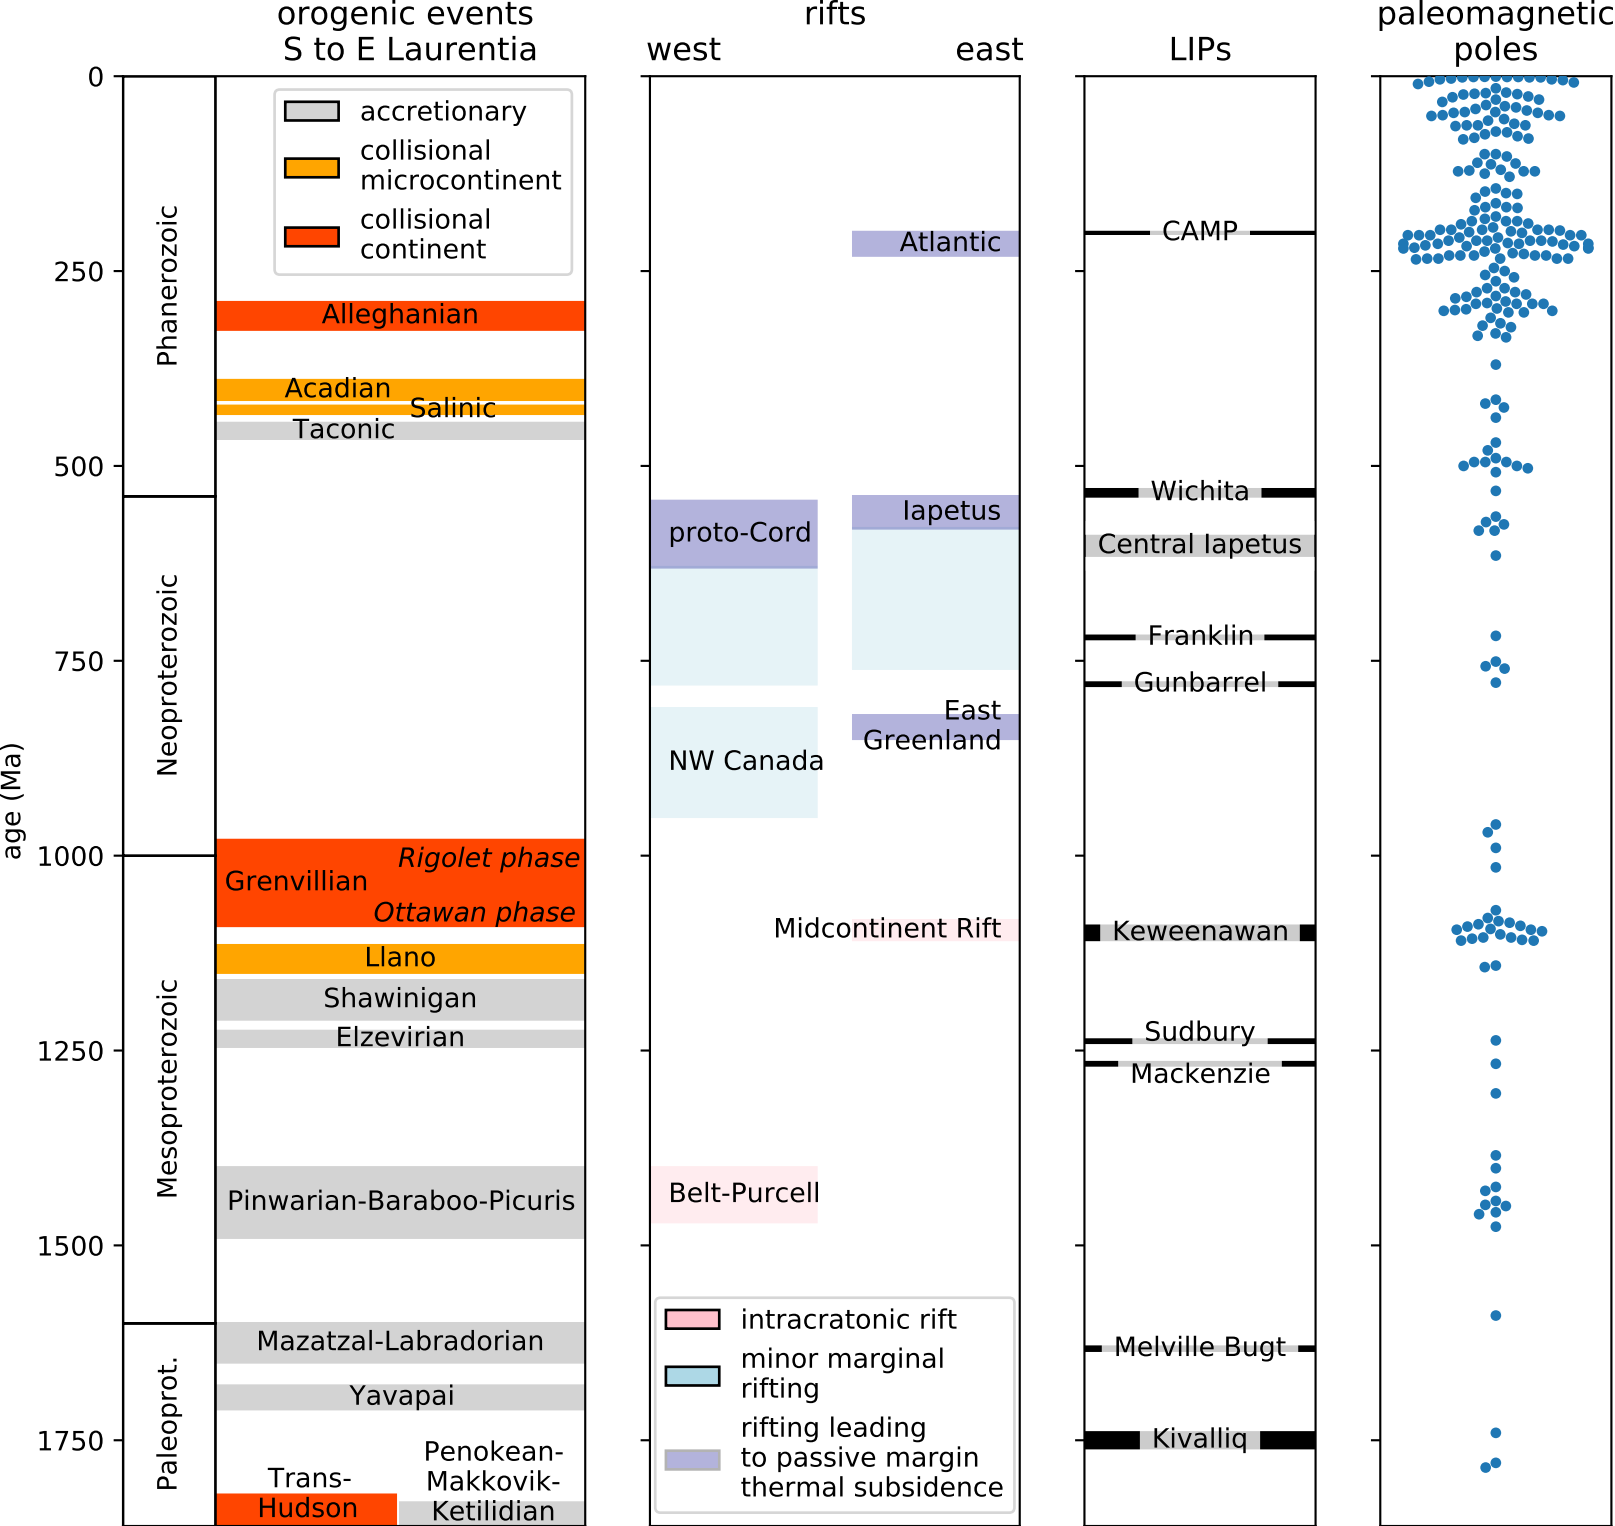 orogenic events
S to E Laurentia
rifts
west
east
LIPs
paleomagnetic
poles
age (Ma)
0
250
500
750
1000
1250
1500
1750
Phanerozoic
Neoproterozoic
Mesoproterozoic
Paleoprot.
accretionary
collisional
microcontinent
collisional
continent
Alleghanian
Acadian
Salinic
Taconic
Rigolet phase
Grenvillian
Ottawan phase
Llano
Shawinigan
Elzevirian
Pinwarian-Baraboo-Picuris
Mazatzal-Labradorian
Yavapai
Trans-
Hudson
Penokean-
Makkovik-
Ketilidian
Atlantic
Iapetus
proto-Cord
East
Greenland
NW Canada
Midcontinent Rift
Belt-Purcell
intracratonic rift
minor marginal
rifting
rifting leading
to passive margin
thermal subsidence
CAMP
Wichita
Central Iapetus
Franklin
Gunbarrel
Keweenawan
Sudbury
Mackenzie
Melville Bugt
Kivalliq